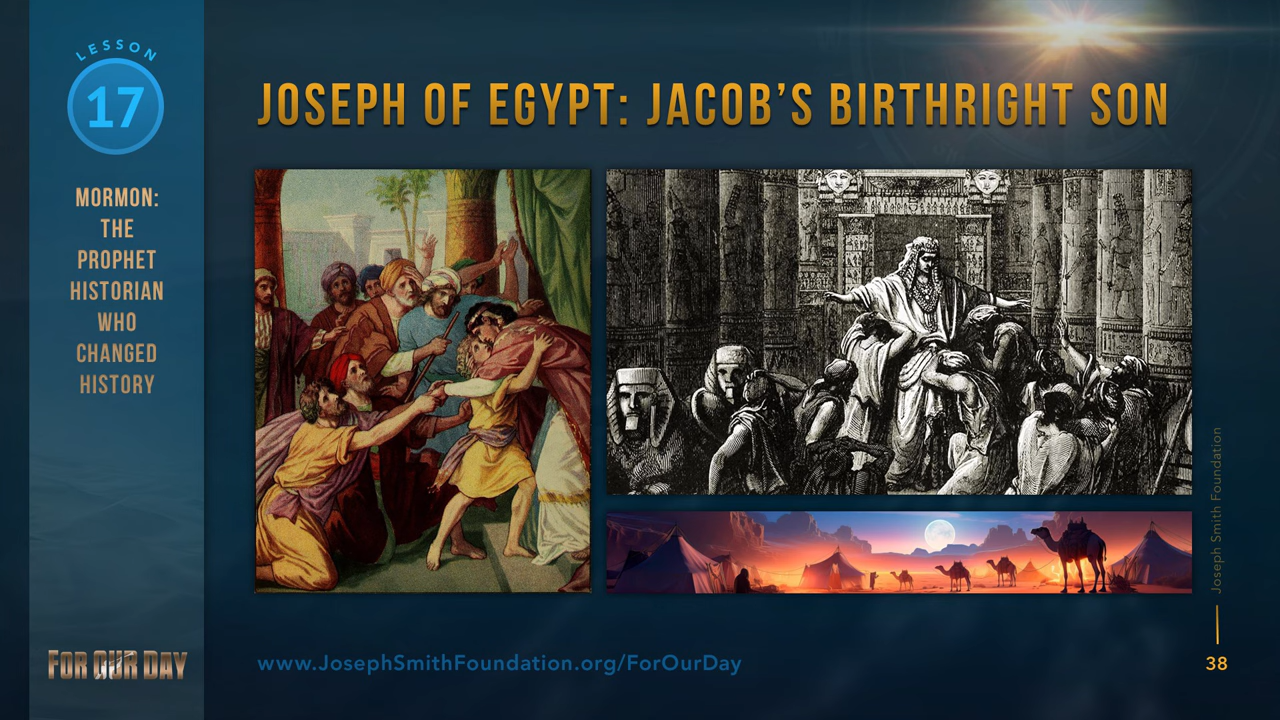 LESSON
17
MORMON:
THE
PROPHET
HISTORIAN
WHO
CHANGED
HISTORY
FOR OUR DAY
JOSEPH OF EGYPT: JACOB’S BIRTHRIGHT SON
www.JosephSmithFoundation.org/ForOurDay
Joseph Smith Foundation
38